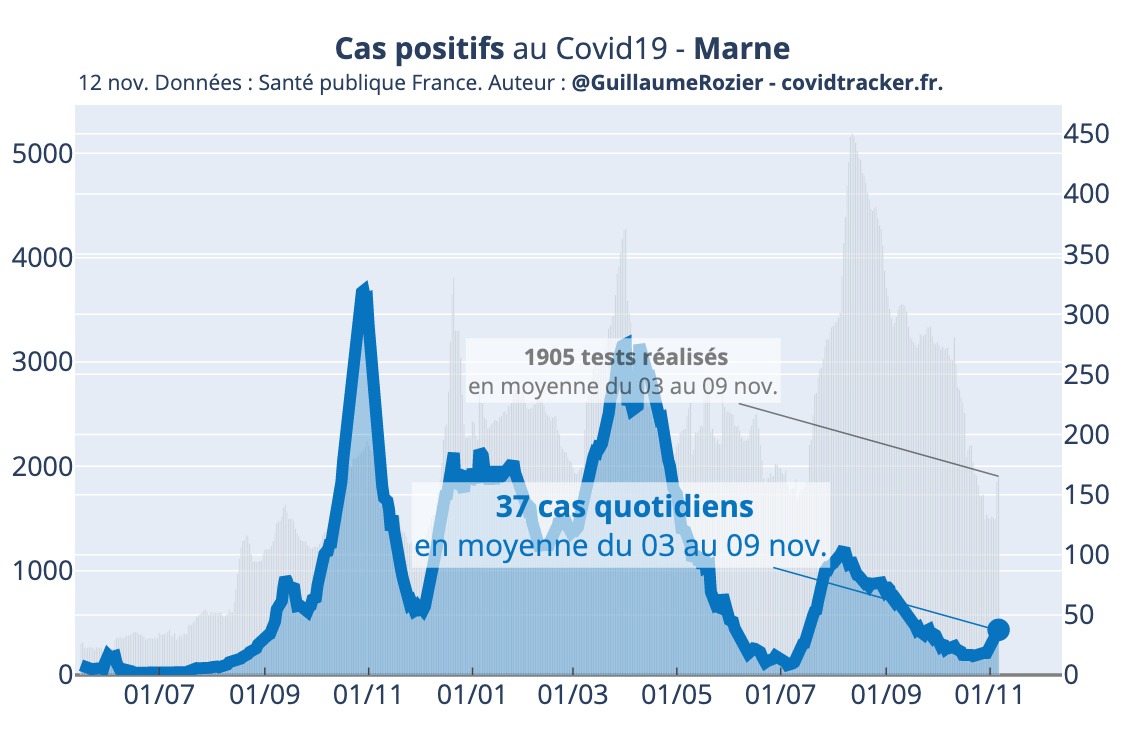 Cas positifs au Covid19 - Marne
12 nov. Données : Santé publique France. Auteur : @GuillaumeRozier - covidtracker.fr.
5000
4000
3000
2000
1000
0
450
400
350
300
250
200
150
100
50
0
1905 tests réalisés
en moyenne du 03 au 09 nov.
37 cas quotidiens
en moyenne du 03 au 09 nov.
01/07 01/09 01/11 01/01 01/03 01/05 01/07 01/09 01/11